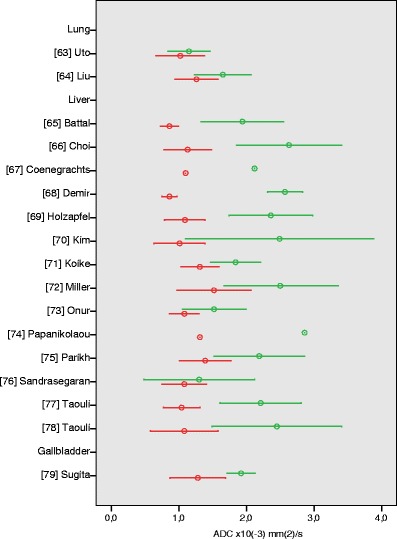 Lung
[63] Uto
[64] Liu
Liver
[65] Battal
[66] Choi
[67] Coenegrachts
[68] Demir
[69] Holzapfel
[70] Kim
[71] Koike
[72] Miller
[73] Onur
[74] Papanikolaou
[75] Parikh
[76] Sandrasegaran
[77] Taouli
[78] Taouli
Gallbladder
[79] Sugita
0,0 1,0 2,0 3,0 4,0
ADC x10(-3) mm(2)/s